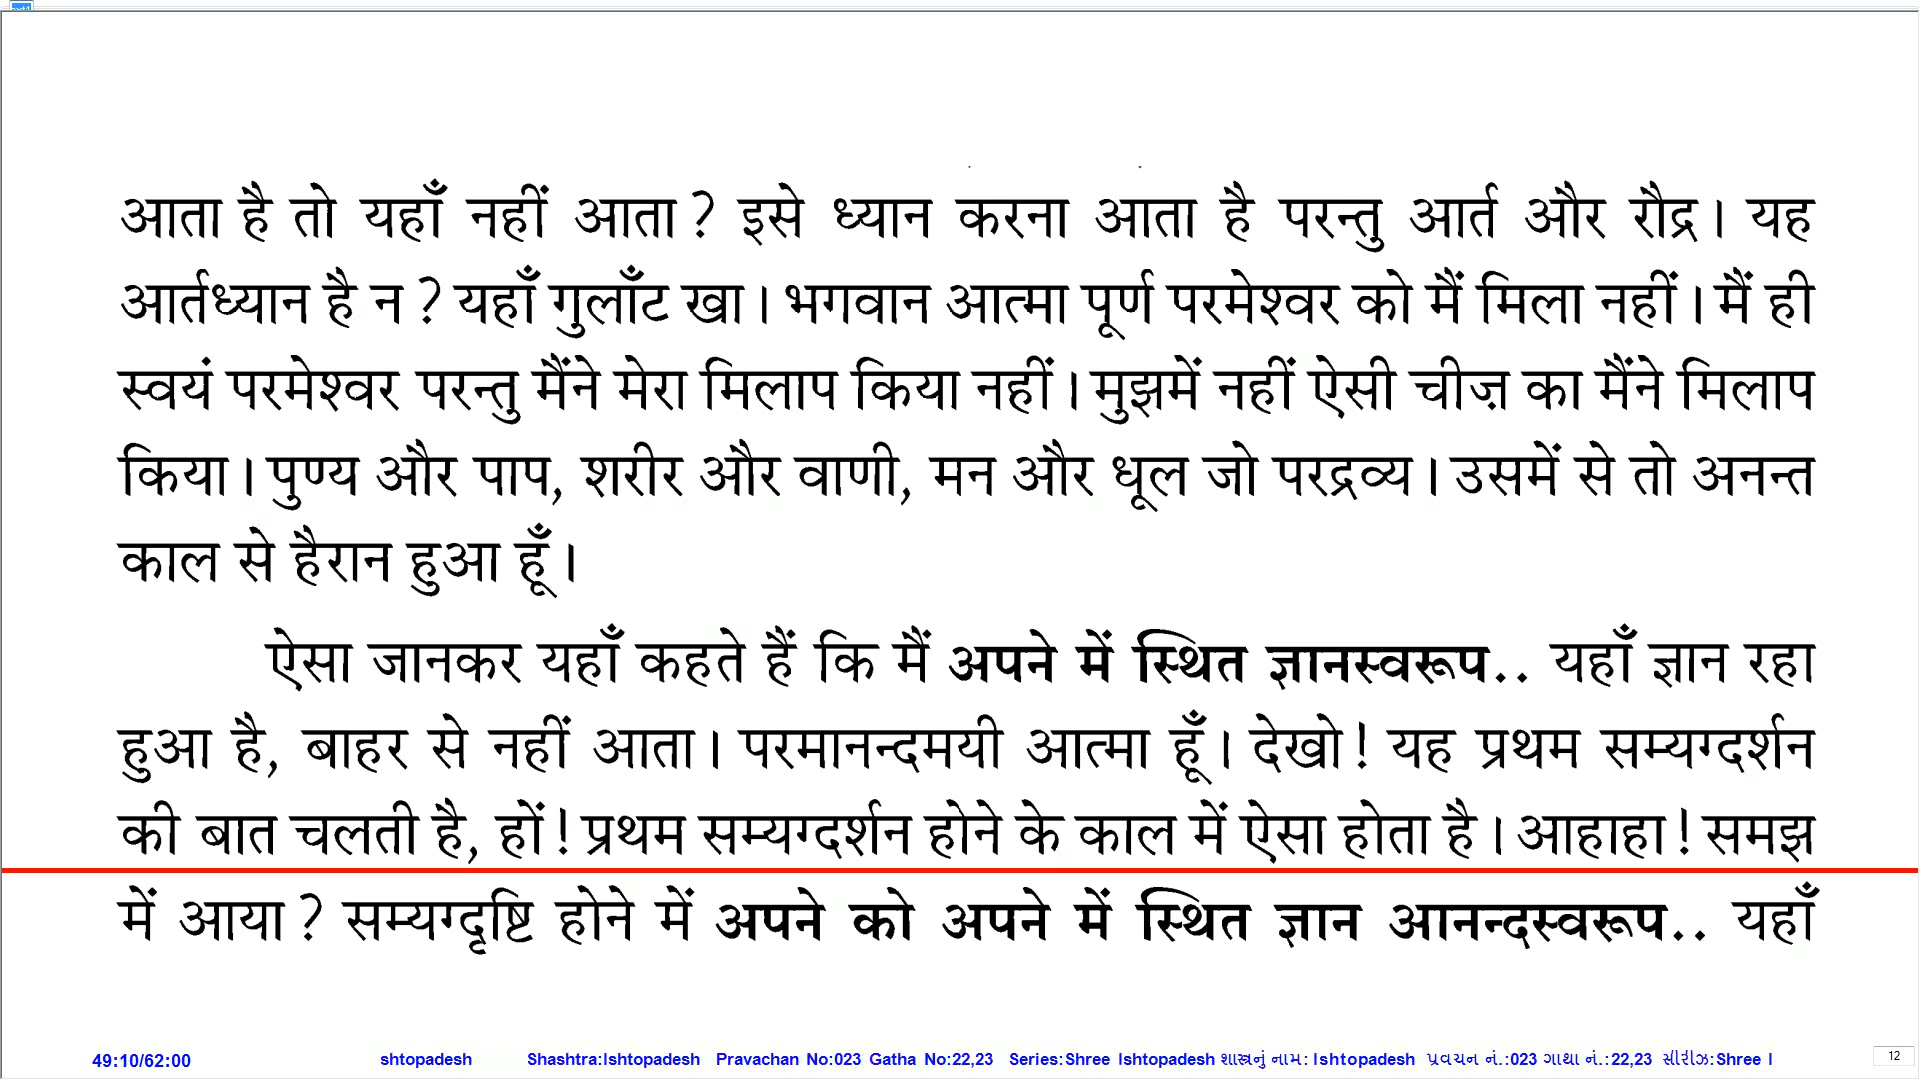 आता है तो यहाँ नहीं आता? इसे ध्यान करना आता है परन्तु आर्त और रौद्र। यह
आर्तध्यान है न? यहाँ गुलाँट खा। भगवान आत्मा पूर्ण परमेश्वर को मैं मिला नहीं। मैं ही
स्वयं परमेश्वर परन्तु मैंने मेरा मिलाप किया नहीं। मुझमें नहीं ऐसी चीज़ का मैंने मिलाप
किया। पुण्य और पाप, शरीर और वाणी, मन और धूल जो परद्रव्य। उसमें से तो अनन्त
काल से हैरान हुआ हूँ।
ऐसा जानकर यहाँ कहते हैं कि मैं अपने में स्थित ज्ञानस्वरूप.. यहाँ ज्ञान रहा
हुआ है, बाहर से नहीं आता। परमानन्दमयी आत्मा हूँ। देखो! यह प्रथम सम्यग्दर्शन
की बात चलती है, हों! प्रथम सम्यग्दर्शन होने के काल में ऐसा होता है। आहाहा! समझ
में आया? सम्यग्दृष्टि होने में अपने को अपने में स्थित ज्ञान आनन्दस्वरूप.. यहाँ
49:10/62:00 shtopadesh Shashtra:Ishtopadesh Pravachan No:023 Gatha No:22,23 Series:Shree Ishtopadesh શાસ્ત્રનું નામ: Ishtopadesh પ્રવચન નં.:023 ગાથા નં.:22,23 સીરીઝ:Shree I 12